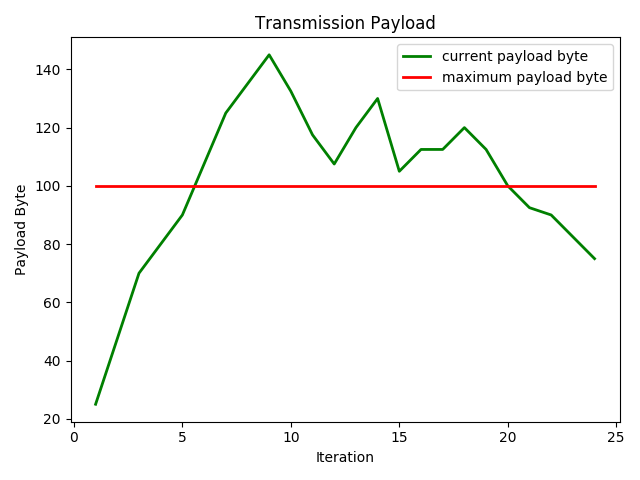 Transmission Payload
current payload byte
maximum payload byte
Payload Byte
140
120
100
80
60
40
20
0
5
10
15
20
25
Iteration